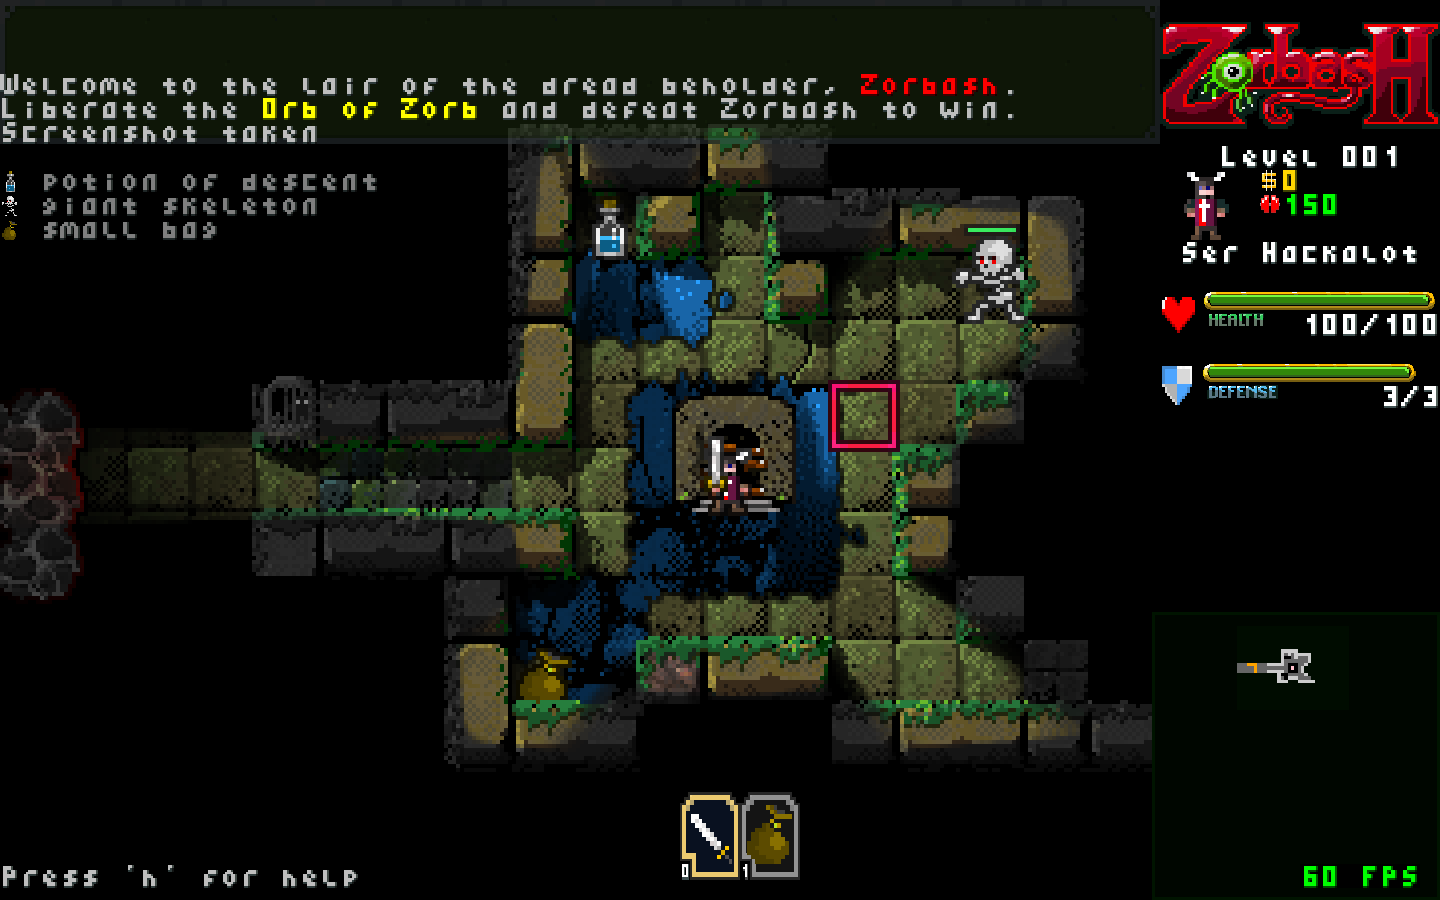 Welcome to the Lair of the dread beholder, Zorbash.
Liberate the Orb of Zorb and defeat Zorbash to win.
Screenshot taken
potion of descent
giant skeleton
small bag
ZorbasH
Level 001
$0
150
Ser Hackalot
HEALTH
100/100
DEFENSE
3/3
0
1
Press 'h' for help
60 FPS